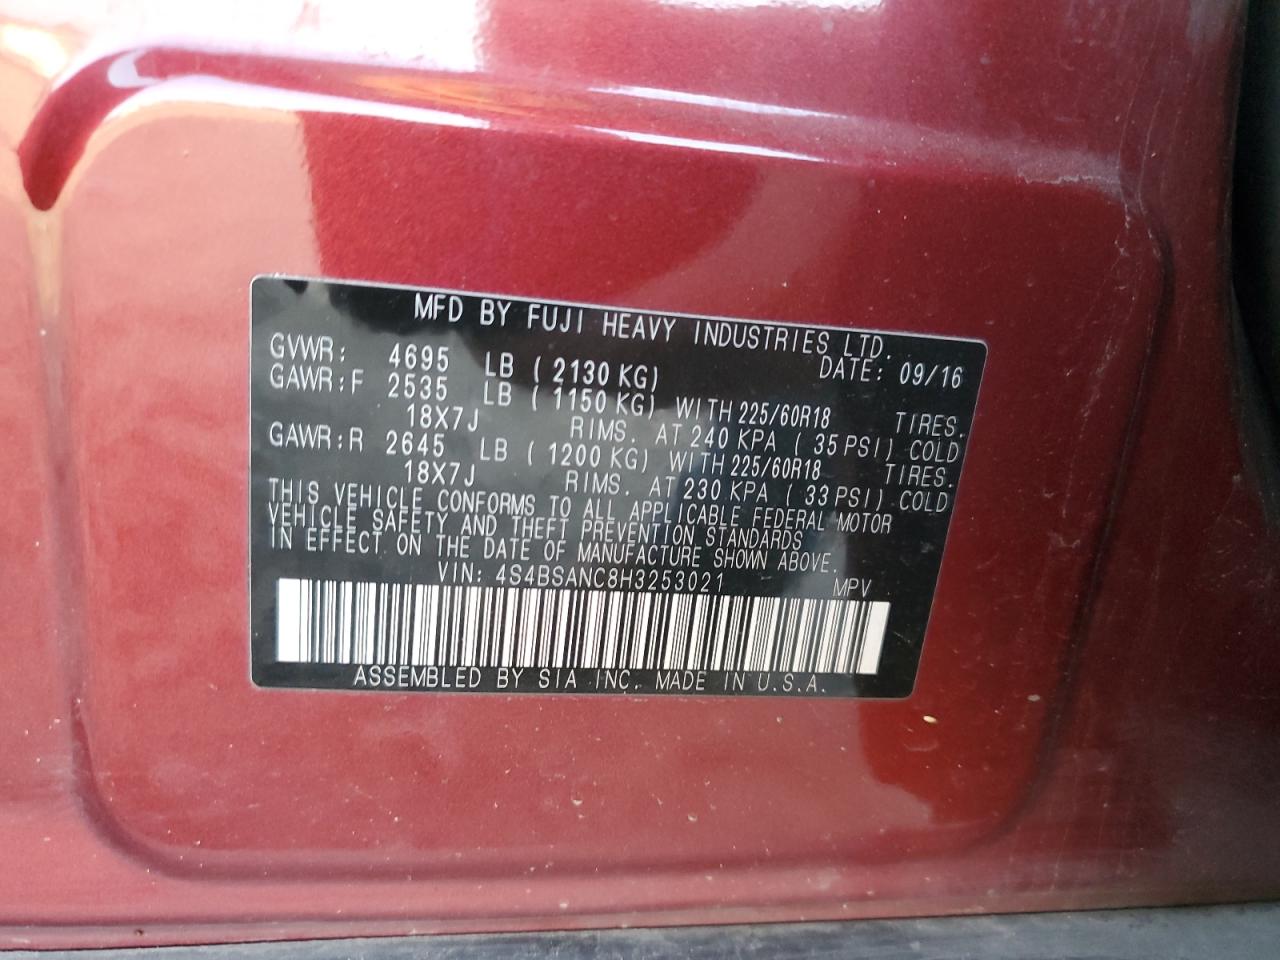 MFD BY FUJI HEAVY INDUSTRIES LTD.
DATE: 09/16
GVWR: 4695 LB ( 2130 KG)
GAWR:F 2535 LB ( 1150 KG) WITH 225/60R18 TIRES.
18X7J RIMS. AT 240 KPA ( 35 PSI) COLD
GAWR:R 2645 LB ( 1200 KG) WITH 225/60R18 TIRES.
18X7J RIMS. AT 230 KPA ( 33 PSI) COLD
THIS VEHICLE CONFORMS TO ALL APPLICABLE FEDERAL MOTOR
VEHICLE SAFETY AND THEFT PREVENTION STANDARDS
IN EFFECT ON THE DATE OF MANUFACTURE SHOWN ABOVE.
VIN: 4S4BSANC8H3253021 MPV
ASSEMBLED BY SIA INC. MADE IN U.S.A.